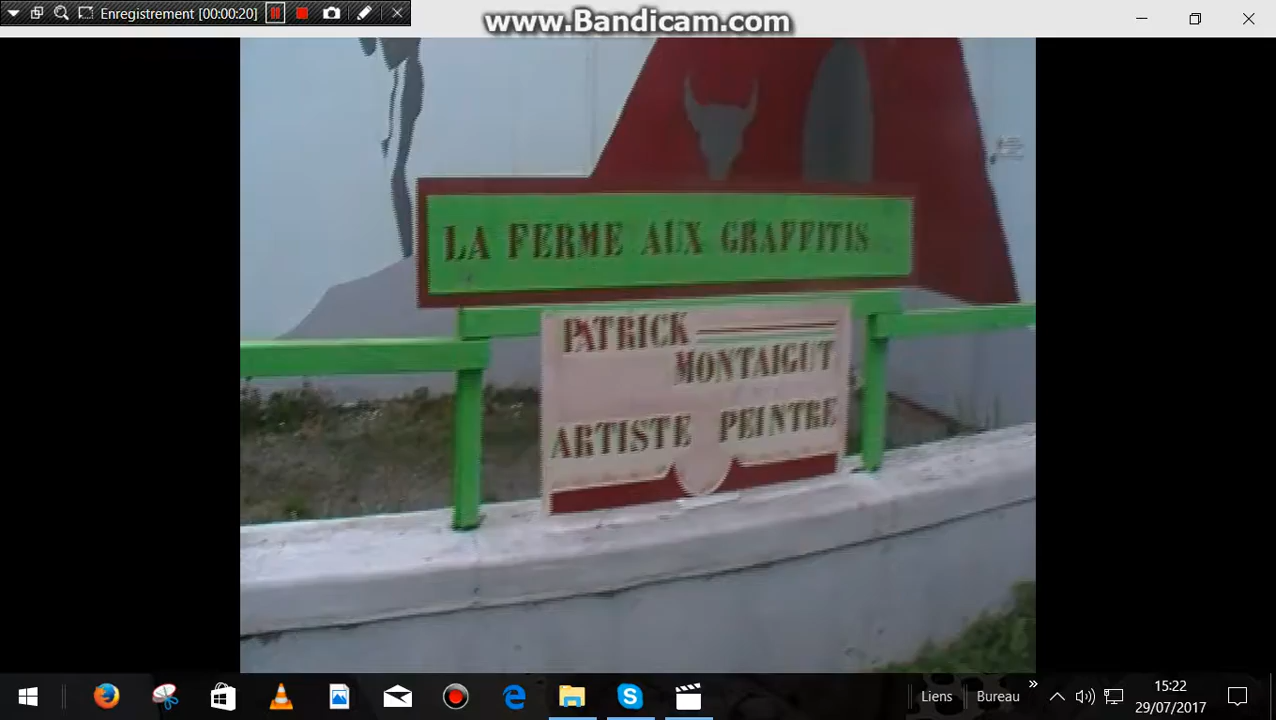 Enregistrement [00:00:20]
www.Bandicam.com
LA FERME AUX GRAFFITIS
PATRICK
MONTAIGUT
ARTISTE PEINTRE
Liens
Bureau
»
15:22
29/07/2017